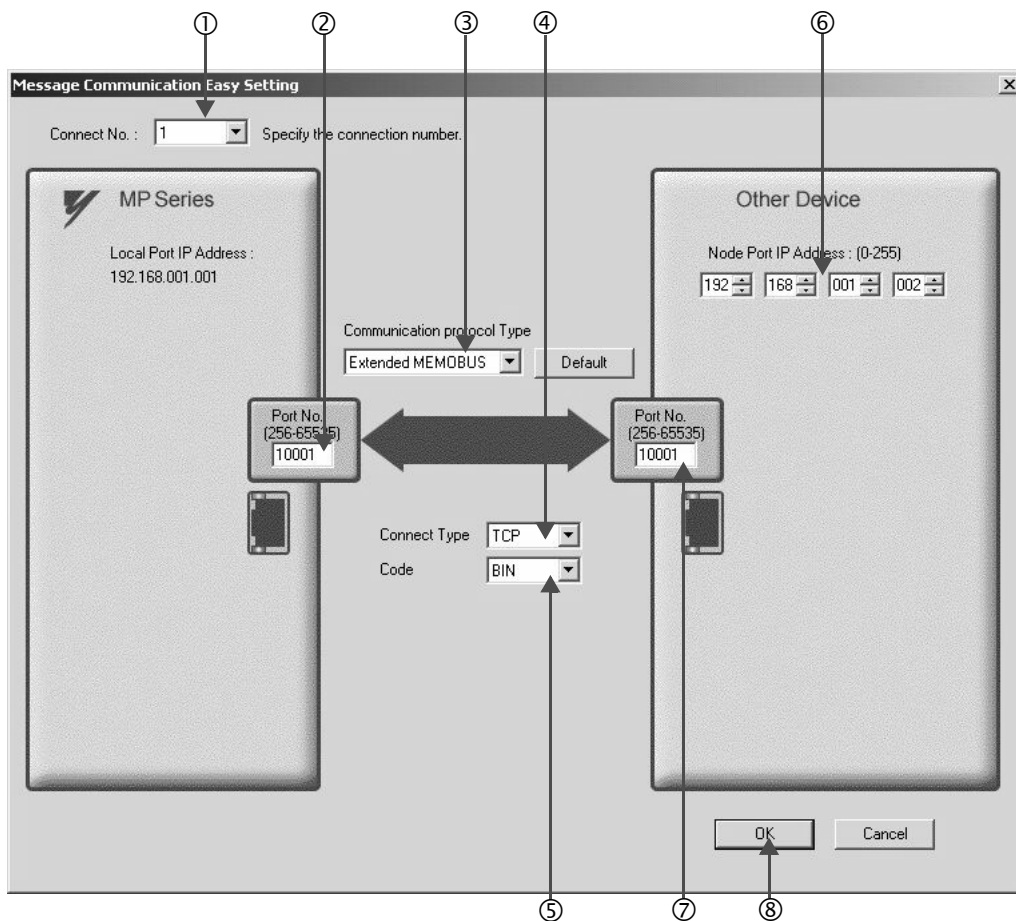 ① ② ③ ④ ⑥
Message Communication Easy Setting
Connect No. : 1 Specify the connection number.
MP Series
Local Port IP Address :
192.168.001.001
Other Device
Node Port IP Address : (0-255)
192 168 001 002
Communication protocol Type
Extended MEMOBUS Default
Port No.
(256-65535)
10001
Port No.
(256-65535)
10001
Connect Type TCP
Code BIN
OK Cancel
⑤ ⑦ ⑧